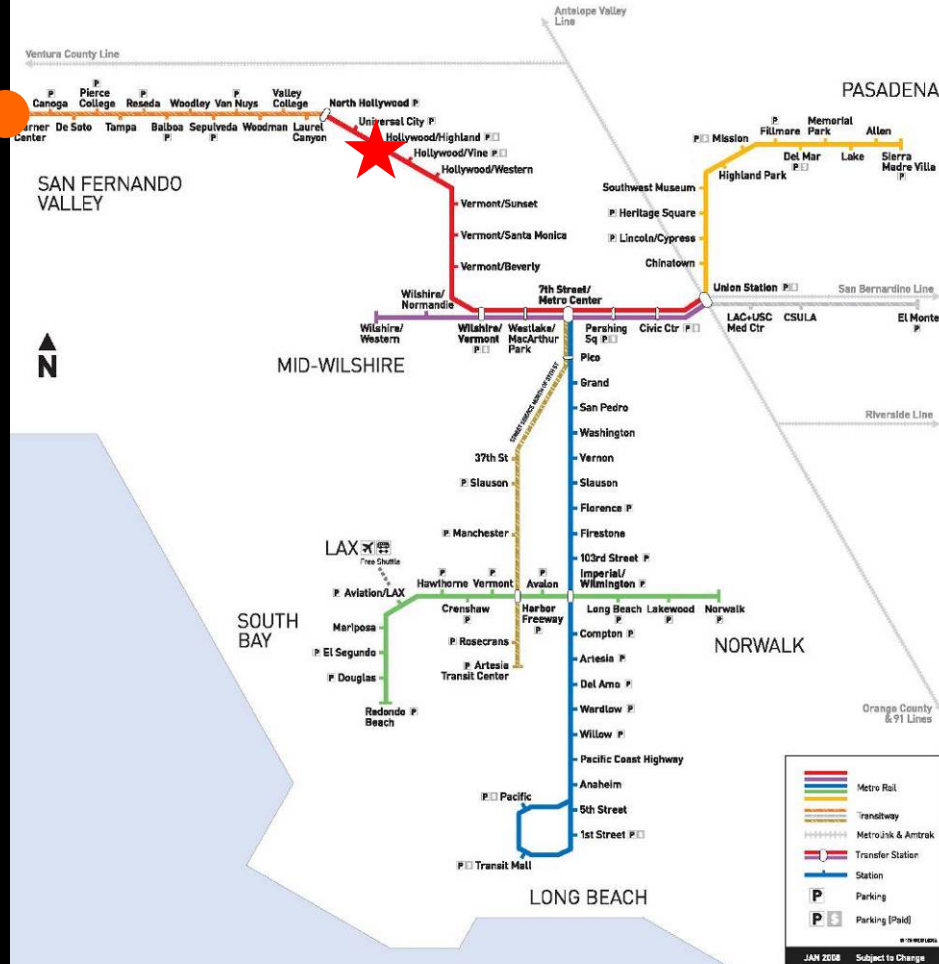 Antelope Valley
Line
Ventura County Line
PASADENA
Canoga
Pierce
College
Reseda
Woodley
Van Nuys
Valley
College
North Hollywood P
De Soto
Tampa
Balboa
Sepulveda
Woodman
Laurel
Canyon
Center
Universal City P
Hollywood/Highland P
Hollywood/Vine P
Hollywood/Western
SAN FERNANDO
VALLEY
Vermont/Sunset
Vermont/Santa Monica
Vermont/Beverly
P Mission
Fillmore
Memorial
Park
Allen
Highland Park
Del Mar
Lake
Sierra
Madre Villa
Southwest Museum
P Heritage Square
P Lincoln/Cypress
Chinatown
Union Station P
San Bernardino Line
Wilshire/
Normandie
7th Street/
Metro Center
Wilshire/
Western
Wilshire/
Vermont
Westlake/
MacArthur
Park
Pershing
Sq P
Civic Ctr P
LAC+USC
Med Ctr
CSULA
El Monte
P
N
MID-WILSHIRE
Pico
Grand
San Pedro
Washington
Vernon
Slauson
Florence P
Firestone
103rd Street P
Imperial/
Wilmington P
Riverside Line
STREET SERVICE NORTH OF 37TH ST
37th St
P Slauson
P Manchester
LAX
Free Shuttle
P Aviation/LAX
Hawthorne
Vermont
Avalon
Crenshaw
P
Harbor
Freeway
P
Long Beach
P
Lakewood
P
Norwalk
P
SOUTH
BAY
Mariposa
P El Segundo
P Douglas
Redondo P
Beach
P Rosecrans
P Artesia
Transit Center
NORWALK
Compton P
Artesia P
Del Amo P
Wardlow P
Willow P
Pacific Coast Highway
Anaheim
5th Street
1st Street P
P Pacific
P Transit Mall
LONG BEACH
Orange County
& 91 Lines
Metro Rail
Transitway
Metrolink & Amtrak
Transfer Station
Station
P Parking
P $ Parking (Paid)
JAN 2008 Subject to Change